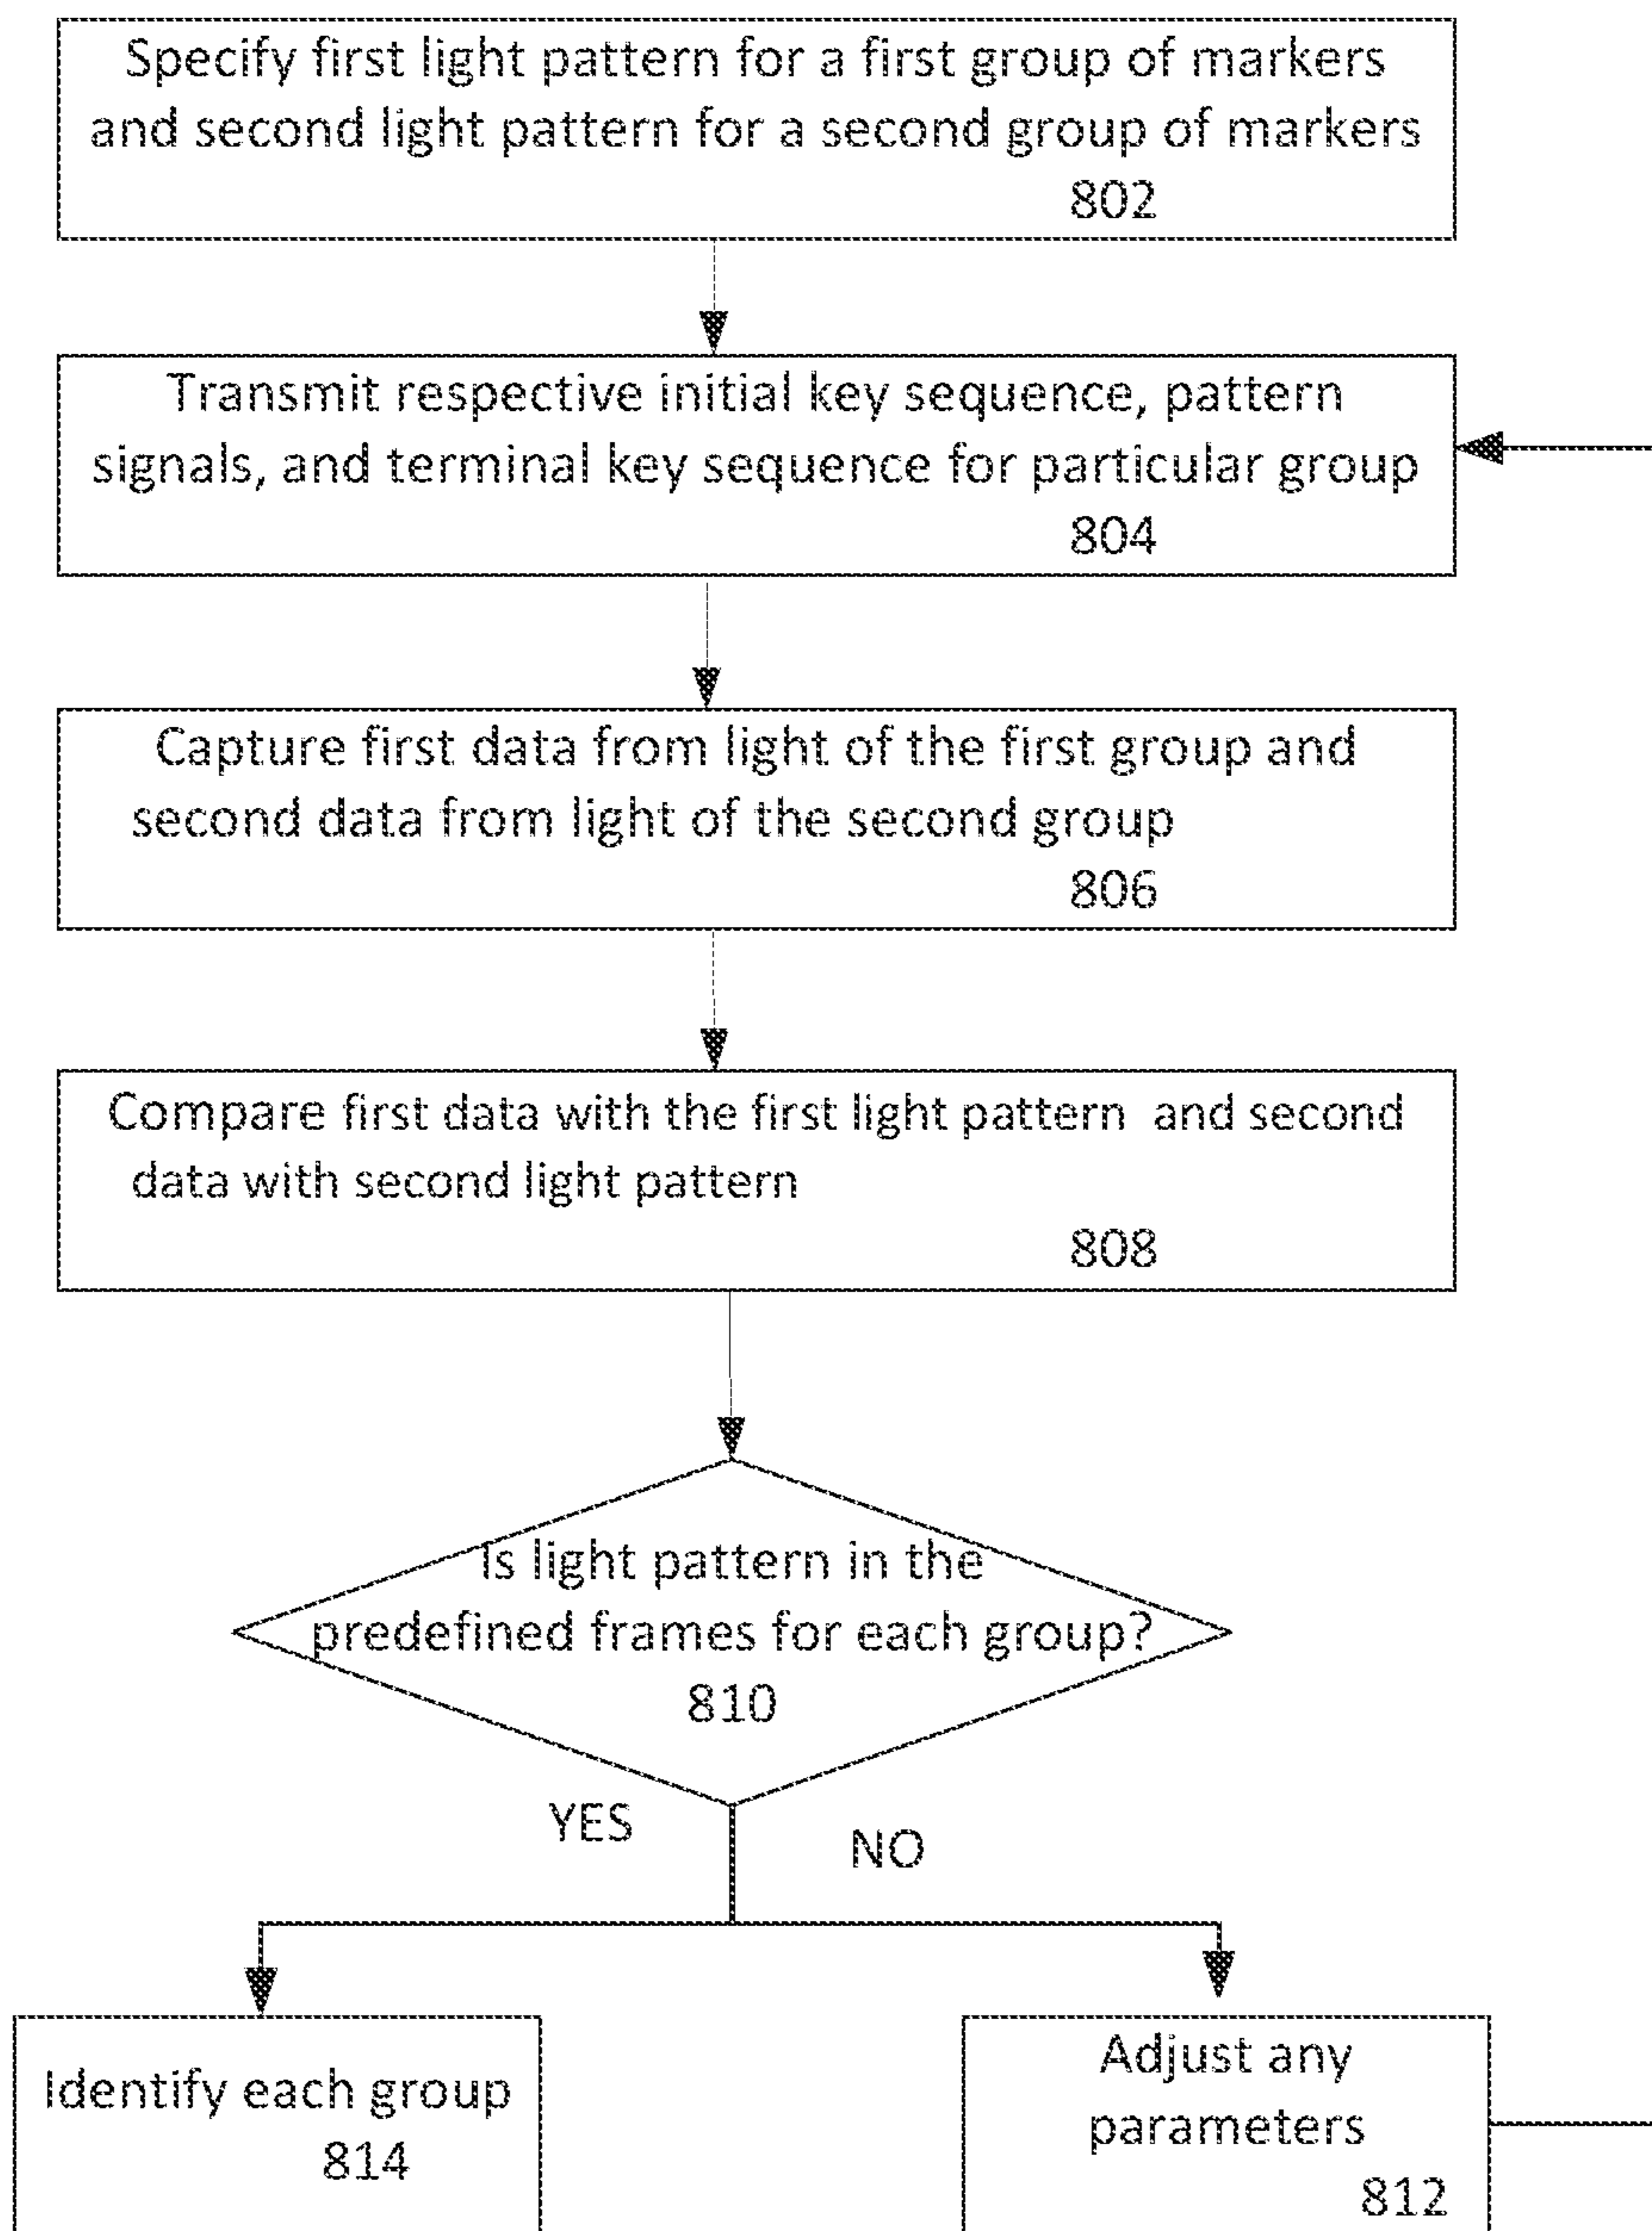 Specify first light pattern for a first group of markers
and second light pattern for a second group of markers
802
Transmit respective initial key sequence, pattern
signals, and terminal key sequence for particular group
804
Capture first data from light of the first group and
second data from light of the second group
806
Compare first data with the first light pattern and second
data with second light pattern
808
Is light pattern in the
predefined frames for each group?
810
YES
NO
Identify each group
814
Adjust any
parameters
812